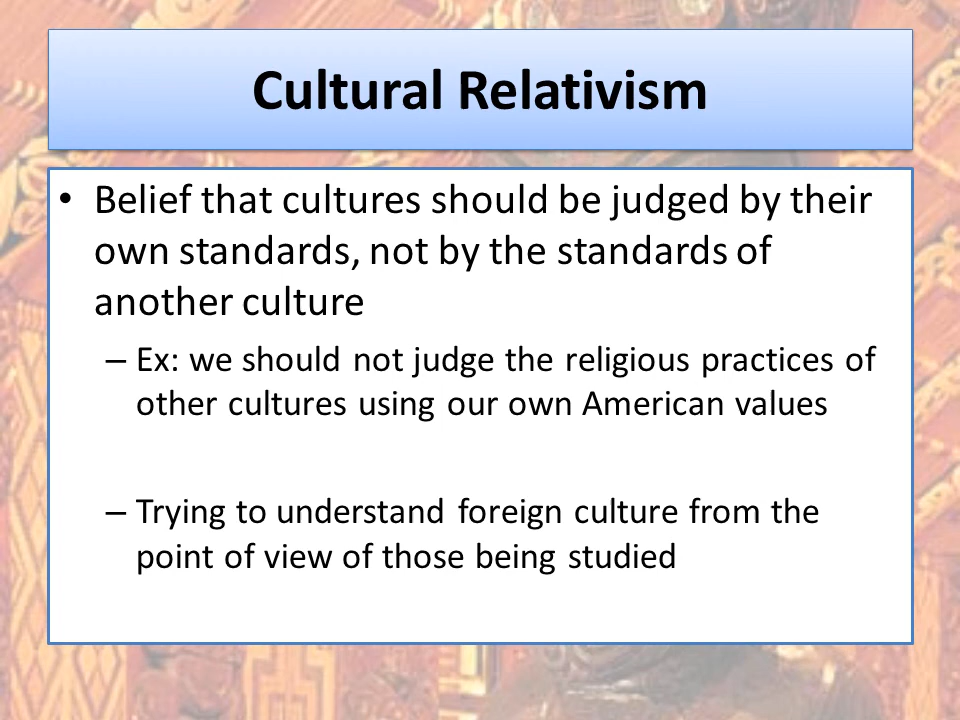 Cultural Relativism
• Belief that cultures should be judged by their
own standards, not by the standards of
another culture
– Ex: we should not judge the religious practices of
other cultures using our own American values
– Trying to understand foreign culture from the
point of view of those being studied